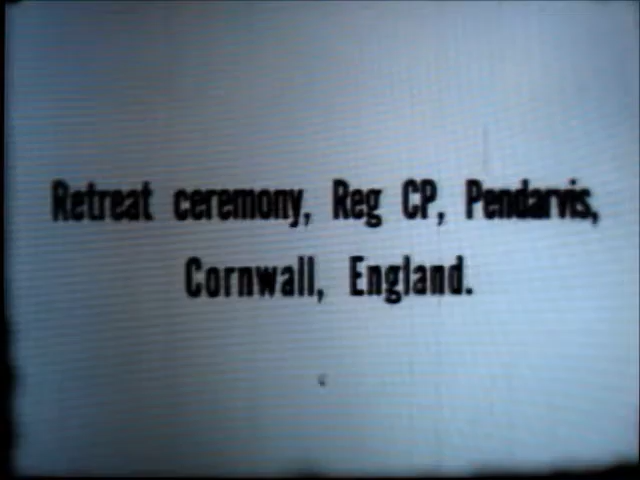 Retreat ceremony, Reg CP, Pendarvis,
Cornwall, England.